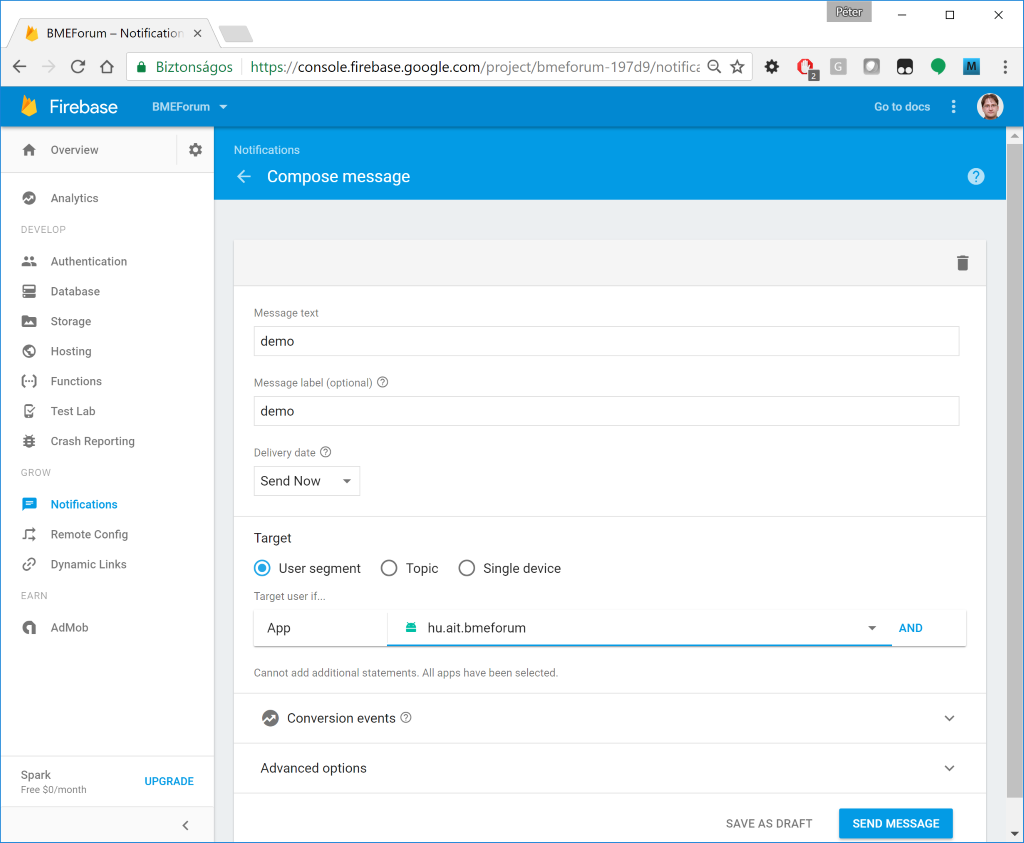 Péter
BMEForum – Notification
Biztonságos https://console.firebase.google.com/project/bmeforum-197d9/notifica
2
G
M
Firebase BMEForum Go to docs
Overview
Notifications
Compose message
Analytics
DEVELOP
Authentication
Database
Storage
Hosting
Functions
Test Lab
Crash Reporting
GROW
Notifications
Remote Config
Dynamic Links
EARN
AdMob
Spark
Free $0/month
UPGRADE
Message text
demo
Message label (optional)
demo
Delivery date
Send Now
Target
User segment Topic Single device
Target user if...
App hu.ait.bmeforum AND
Cannot add additional statements. All apps have been selected.
Conversion events
Advanced options
SAVE AS DRAFT SEND MESSAGE